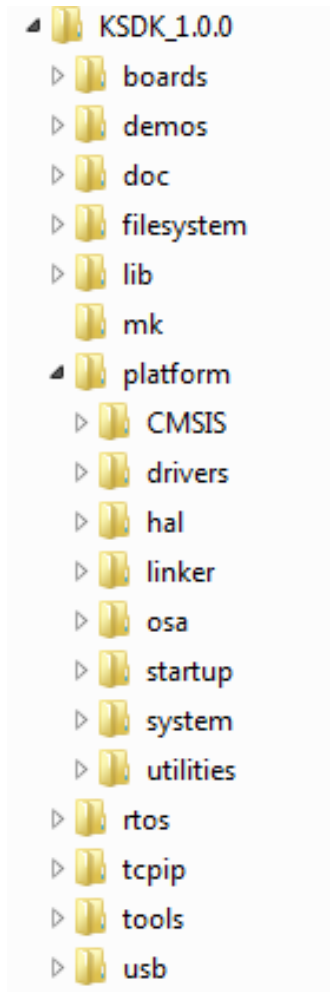 KSDK_1.0.0
boards
demos
doc
filesystem
lib
mk
platform
CMSIS
drivers
hal
linker
osa
startup
system
utilities
rtos
tcpip
tools
usb